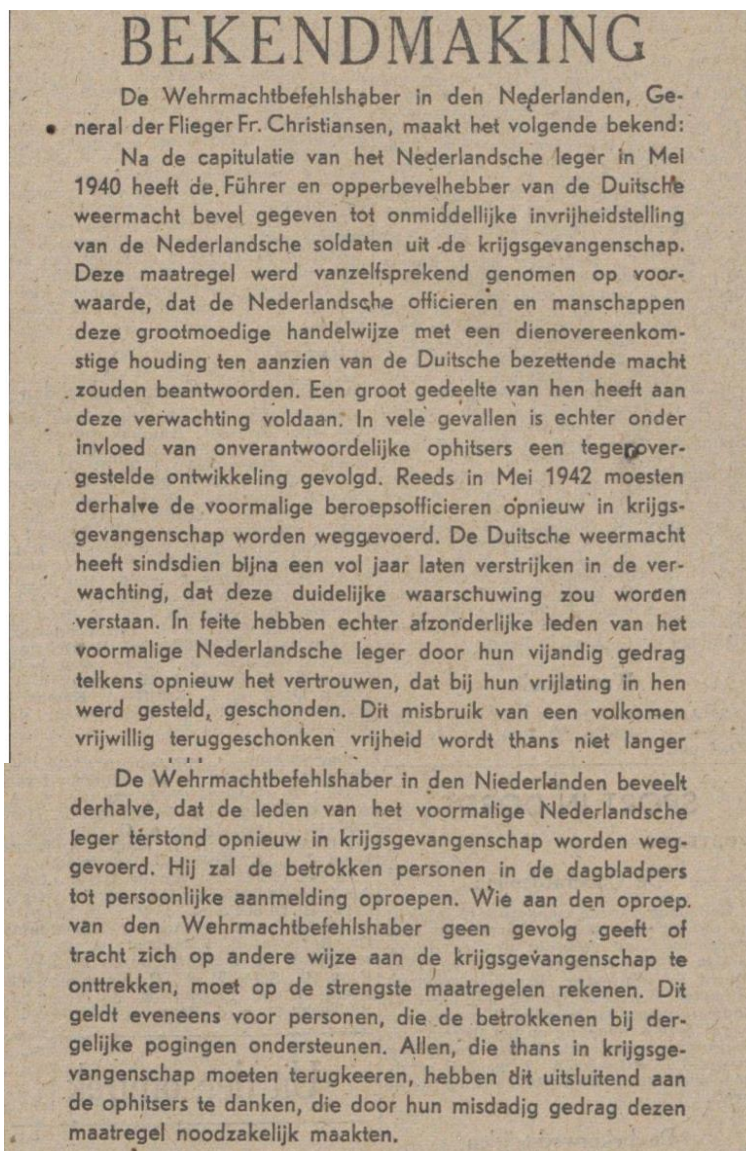 BEKENDMAKING
De Wehrmachtbefehlshaber in den Nederlanden, Ge-
neral der Flieger Fr. Christiansen, maakt het volgende bekend:
Na de capitulatie van het Nederlandsche leger in Mei
1940 heeft de Führer en opperbevelhebber van de Duitsche
weermacht bevel gegeven tot onmiddellijke invrijheidstelling
van de Nederlandsche soldaten uit de krijgsgevangenschap.
Deze maatregel werd vanzelfsprekend genomen op voor-
waarde, dat de Nederlandsche officieren en manschappen
deze grootmoedige handelwijze met een dienovereenkom-
stige houding ten aanzien van de Duitsche bezettende macht
zouden beantwoorden. Een groot gedeelte van hen heeft aan
deze verwachting voldaan. In vele gevallen is echter onder
invloed van onverantwoordelijke ophitsers een tegenover-
gestelde ontwikkeling gevolgd. Reeds in Mei 1942 moesten
derhalve de voormalige beroepsofficieren opnieuw in krijgs-
gevangenschap worden weggevoerd. De Duitsche weermacht
heeft sindsdien bijna een vol jaar laten verstrijken in de ver-
wachting, dat deze duidelijke waarschuwing zou worden
verstaan. In feite hebben echter afzonderlijke leden van het
voormalige Nederlandsche leger door hun vijandig gedrag
telkens opnieuw het vertrouwen, dat bij hun vrijlating in hen
werd gesteld, geschonden. Dit misbruik van een volkomen
vrijwillig teruggeschonken vrijheid wordt thans niet langer
De Wehrmachtbefehlshaber in den Niederlanden beveelt
derhalve, dat de leden van het voormalige Nederlandsche
leger térstond opnieuw in krijgsgevangenschap worden weg-
gevoerd. Hij zal de betrokken personen in de dagbladpers
tot persoonlijke aanmelding oproepen. Wie aan den oproep
van den Wehrmachtbefehlshaber geen gevolg geeft of
tracht zich op andere wijze aan de krijgsgevangenschap te
onttrekken, moet op de strengste maatregelen rekenen. Dit
geldt eveneens voor personen, die de betrokkenen bij der-
gelijke pogingen ondersteunen. Allen, die thans in krijgsge-
vangenschap moeten terugkeeren, hebben dit uitsluitend aan
de ophitsers te danken, die door hun misdadig gedrag dezen
maatregel noodzakelijk maakten.